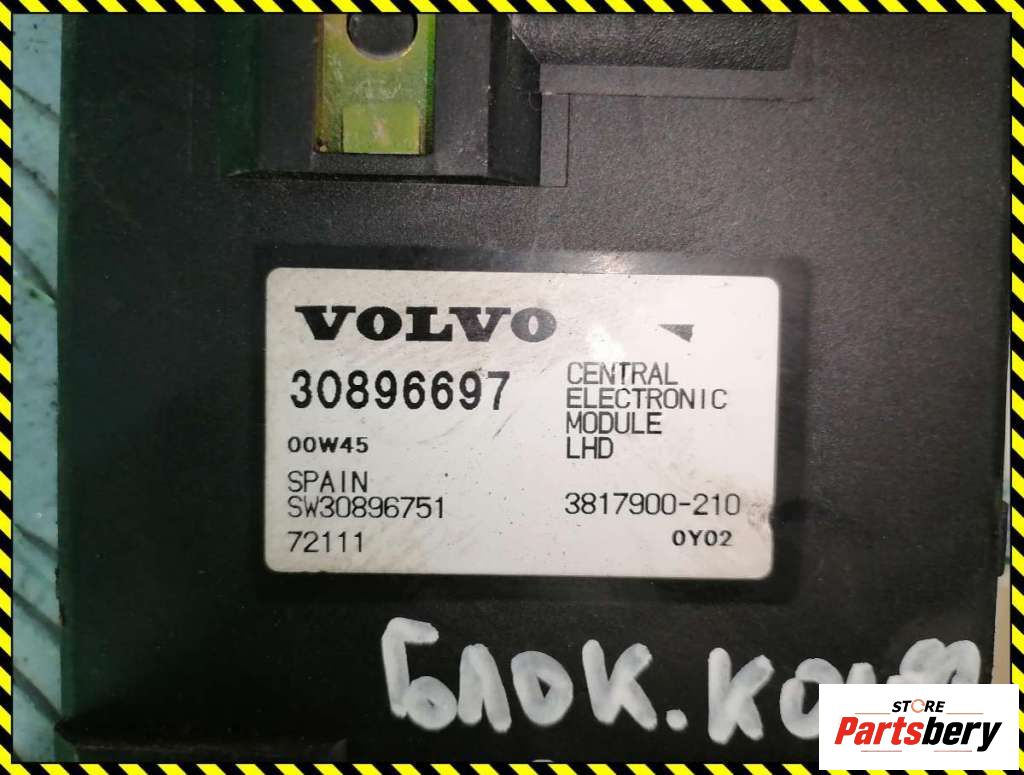 VOLVO
30896697
CENTRAL
ELECTRONIC
MODULE
LHD
00W45
SPAIN
SW30896751
3817900-210
72111
0Y02
БЛОК.
STORE
Partsbery